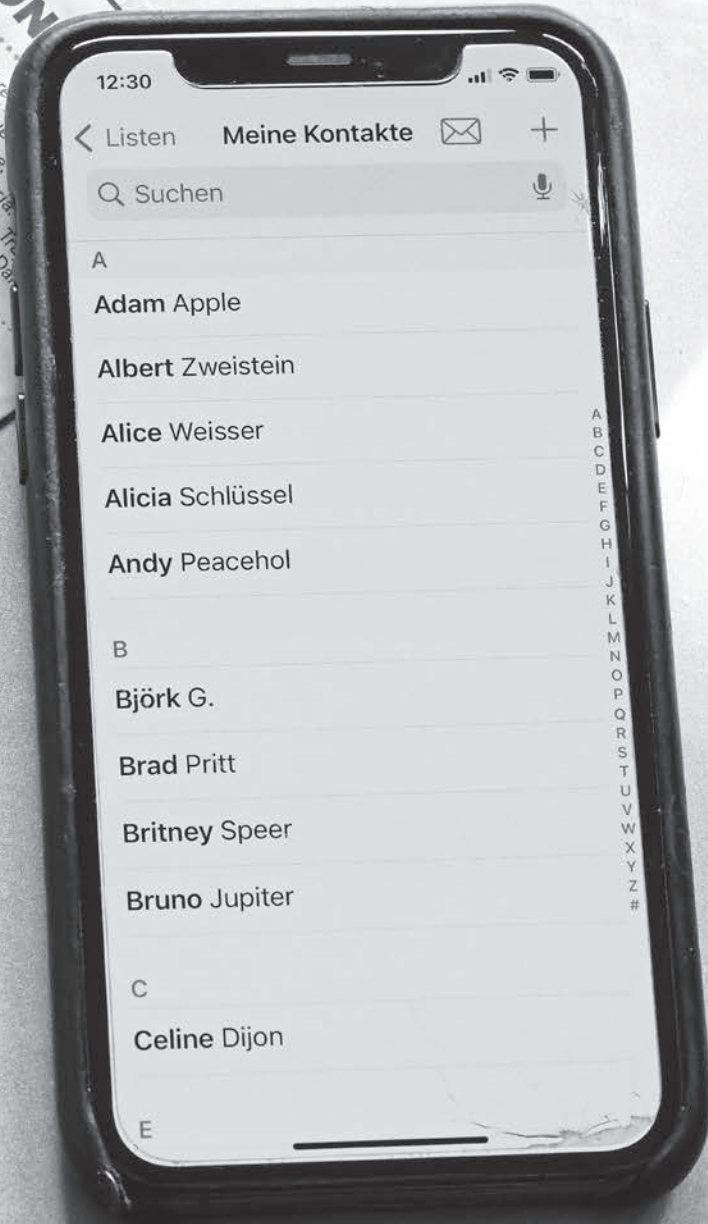 12:30
Listen Meine Kontakte
Suchen
A
Adam Apple
Albert Zweistein
Alice Weisser
Alicia Schlüssel
Andy Peacehol
B
Björk G.
Brad Pritt
Britney Speer
Bruno Jupiter
C
Celine Dijon
E
A
B
C
D
E
F
G
H
I
J
K
L
M
N
O
P
Q
R
S
T
U
V
W
X
Y
Z
#